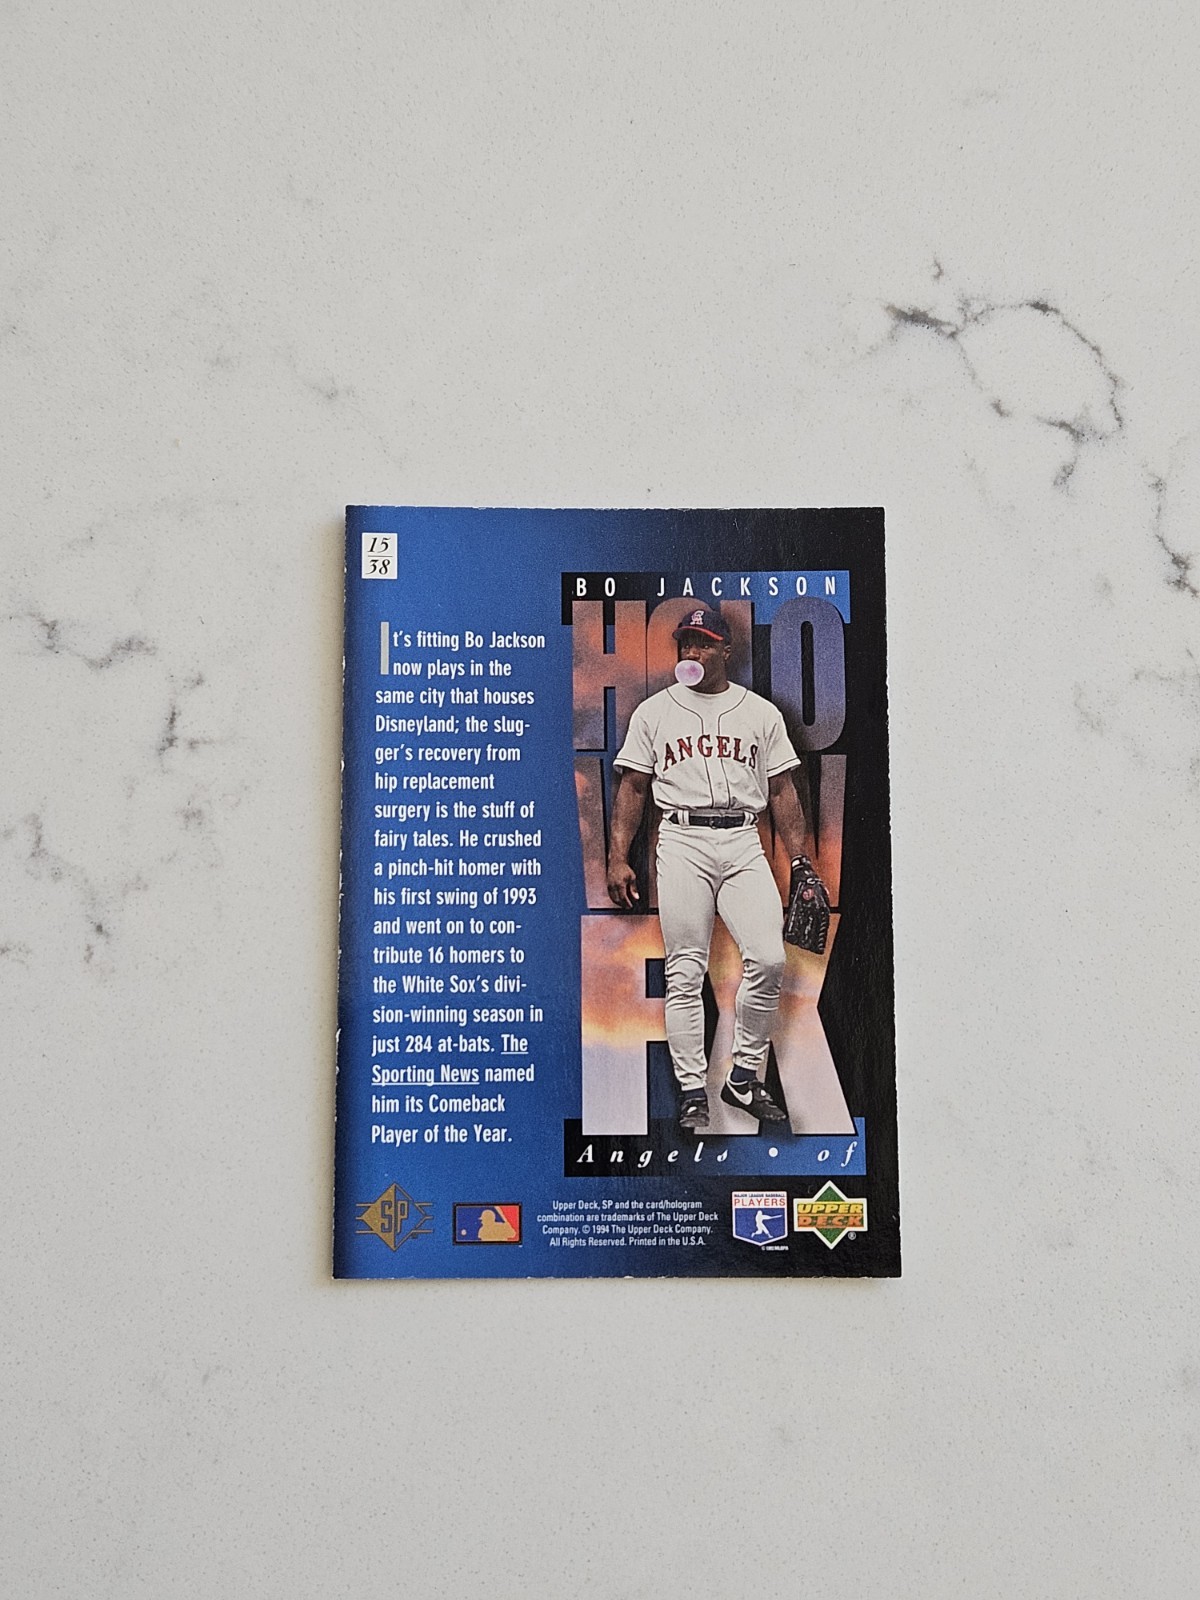 15
38
BO JACKSON
HOLO
VIEW
FX
ANGELS
It's fitting Bo Jackson
now plays in the
same city that houses
Disneyland; the slug-
ger's recovery from
hip replacement
surgery is the stuff of
fairy tales. He crushed
a pinch-hit homer with
his first swing of 1993
and went on to con-
tribute 16 homers to
the White Sox's divi-
sion-winning season in
just 284 at-bats. The
Sporting News named
him its Comeback
Player of the Year.
Angels • of
SP
Upper Deck, SP and the card/hologram
combination are trademarks of The Upper Deck
Company. © 1994 The Upper Deck Company.
All Rights Reserved. Printed in the U.S.A.
MAJOR LEAGUE BASEBALL
PLAYERS
UPPER
DECK
®